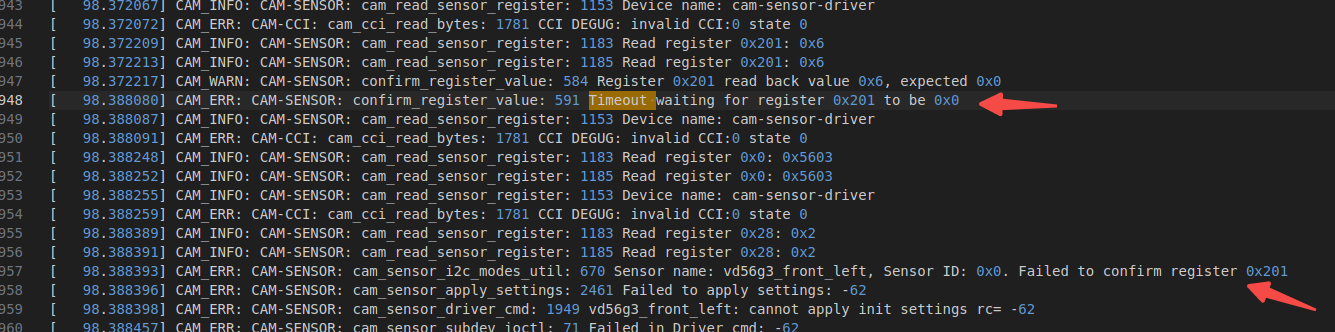 943 [ 98.372067] CAM_INFO: CAM-SENSOR: cam_read_sensor_register: 1153 Device name: cam-sensor-driver
944 [ 98.372072] CAM_ERR: CAM-CCI: cam_cci_read_bytes: 1781 CCI DEGUG: invalid CCI:0 state 0
945 [ 98.372209] CAM_INFO: CAM-SENSOR: cam_read_sensor_register: 1183 Read register 0x201: 0x6
946 [ 98.372213] CAM_INFO: CAM-SENSOR: cam_read_sensor_register: 1185 Read register 0x201: 0x6
947 [ 98.372217] CAM_WARN: CAM-SENSOR: confirm_register_value: 584 Register 0x201 read back value 0x6, expected 0x0
948 [ 98.388080] CAM_ERR: CAM-SENSOR: confirm_register_value: 591 Timeout waiting for register 0x201 to be 0x0
949 [ 98.388087] CAM_INFO: CAM-SENSOR: cam_read_sensor_register: 1153 Device name: cam-sensor-driver
950 [ 98.388091] CAM_ERR: CAM-CCI: cam_cci_read_bytes: 1781 CCI DEGUG: invalid CCI:0 state 0
951 [ 98.388248] CAM_INFO: CAM-SENSOR: cam_read_sensor_register: 1183 Read register 0x0: 0x5603
952 [ 98.388252] CAM_INFO: CAM-SENSOR: cam_read_sensor_register: 1185 Read register 0x0: 0x5603
953 [ 98.388255] CAM_INFO: CAM-SENSOR: cam_read_sensor_register: 1153 Device name: cam-sensor-driver
954 [ 98.388259] CAM_ERR: CAM-CCI: cam_cci_read_bytes: 1781 CCI DEGUG: invalid CCI:0 state 0
955 [ 98.388389] CAM_INFO: CAM-SENSOR: cam_read_sensor_register: 1183 Read register 0x28: 0x2
956 [ 98.388391] CAM_INFO: CAM-SENSOR: cam_read_sensor_register: 1185 Read register 0x28: 0x2
957 [ 98.388393] CAM_ERR: CAM-SENSOR: cam_sensor_i2c_modes_util: 670 Sensor name: vd56g3_front_left, Sensor ID: 0x0. Failed to confirm register 0x201
958 [ 98.388396] CAM_ERR: CAM-SENSOR: cam_sensor_apply_settings: 2461 Failed to apply settings: -62
959 [ 98.388398] CAM_ERR: CAM-SENSOR: cam_sensor_driver_cmd: 1949 vd56g3_front_left: cannot apply init settings rc= -62
960 [ 98.388457] CAM_ERR: CAM-SENSOR: cam_sensor_subdev_ioctl: 71 Failed in Driver cmd: -62